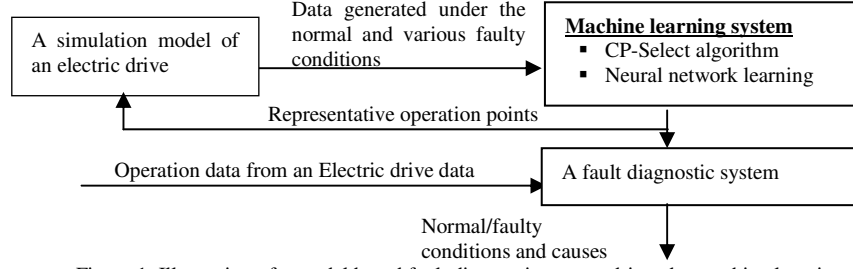 Data generated under the
normal and various faulty
conditions
A simulation model of
an electric drive
Machine learning system
▪ CP-Select algorithm
▪ Neural network learning
Representative operation points
Operation data from an Electric drive data
A fault diagnostic system
Normal/faulty
conditions and causes